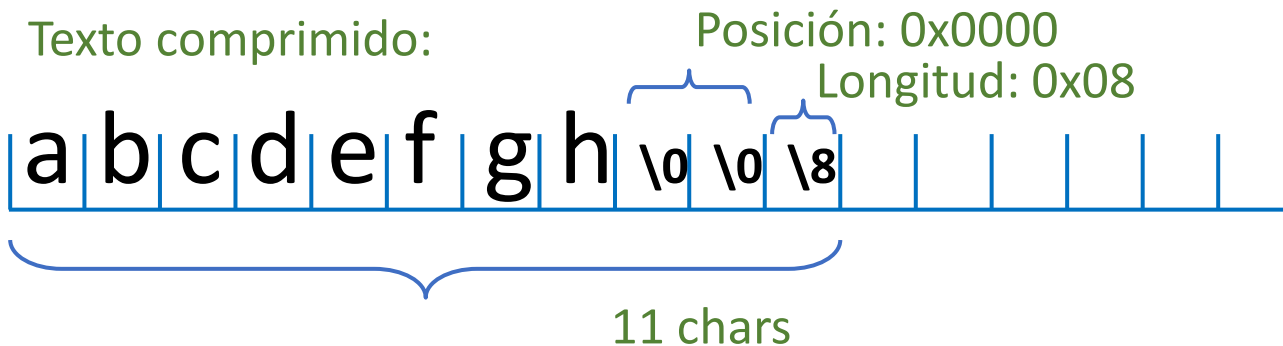 Texto comprimido:
Posición: 0x0000
Longitud: 0x08
a b c d e f g h \0 \0 \8
11 chars